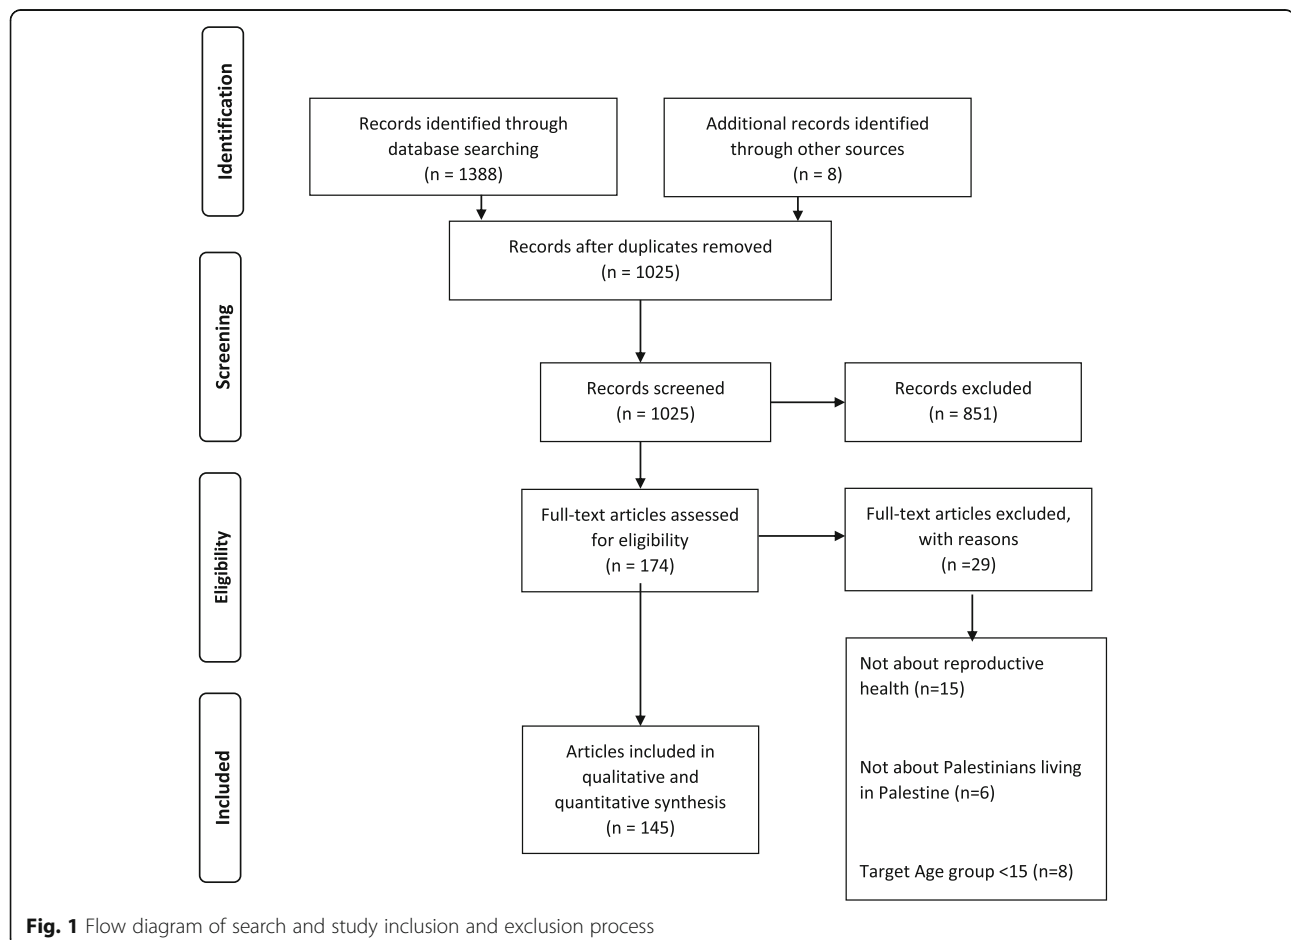 Identification
Records identified through
database searching
(n = 1388)
Additional records identified
through other sources
(n = 8)
Records after duplicates removed
(n = 1025)
Screening
Records screened
(n = 1025)
Records excluded
(n = 851)
Eligibility
Full-text articles assessed
for eligibility
(n = 174)
Full-text articles excluded,
with reasons
(n =29)
Not about reproductive
health (n=15)
Not about Palestinians living
in Palestine (n=6)
Target Age group <15 (n=8)
Included
Articles included in
qualitative and
quantitative synthesis
(n = 145)
Fig. 1 Flow diagram of search and study inclusion and exclusion process